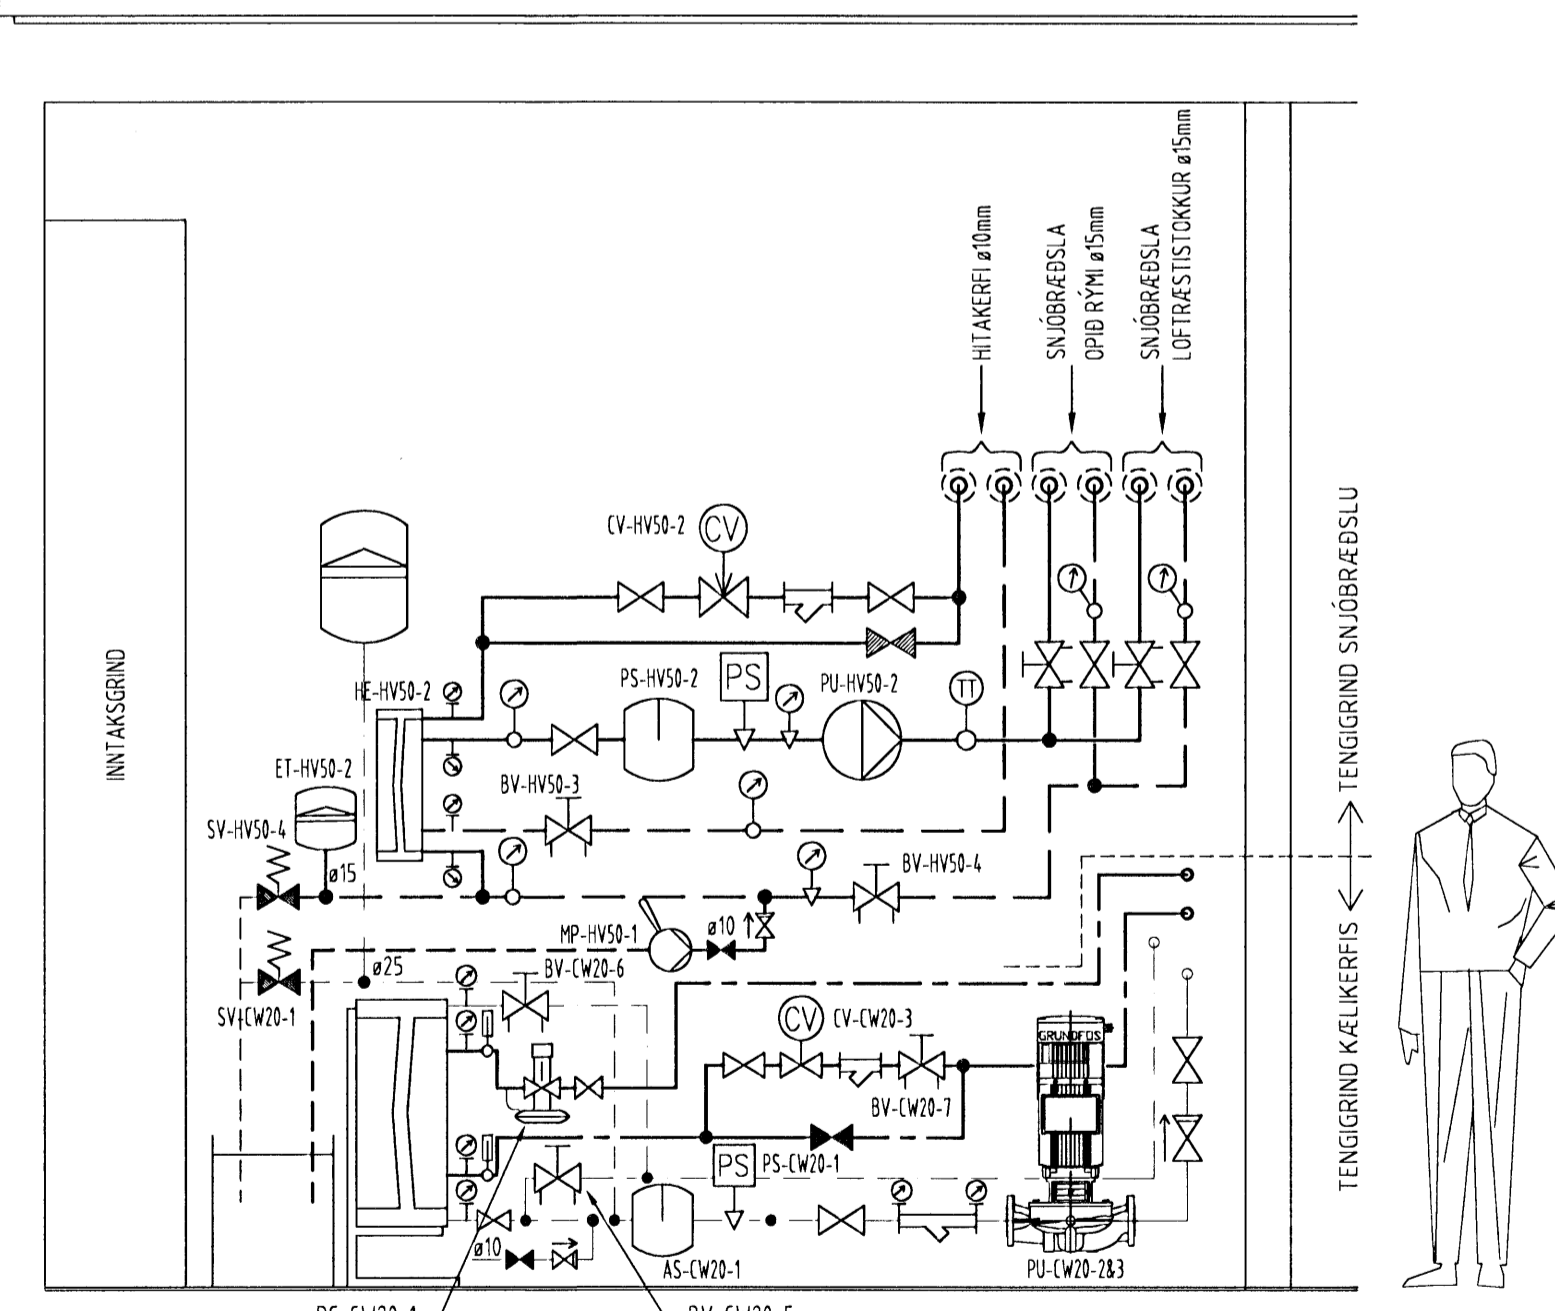 HITAKERFI ø10mm
SNJÓBRÆÐSLA
OPIÐ RÝMI ø15mm
SNJÓBRÆÐSLA
LOFTRÆSTISTOKKUR ø15mm
CV-HV50-2
CV
INNTAKSGRIND
HE-HV50-2
PS-HV50-2
PS
PU-HV50-2
TT
TENGIGRIND SNJÓBRÆÐSLU
ET-HV50-2
BV-HV50-3
SV-HV50-4
ø15
BV-HV50-4
MP-HV50-1
ø10
ø25
BV-CW20-6
SV-CW20-1
CV
CV-CW20-3
GRUNDFOS
BV-CW20-7
PS
PS-CW20-1
TENGIGRIND KÆLIKERFIS
ø10
AS-CW20-1
PU-CW20-2&3